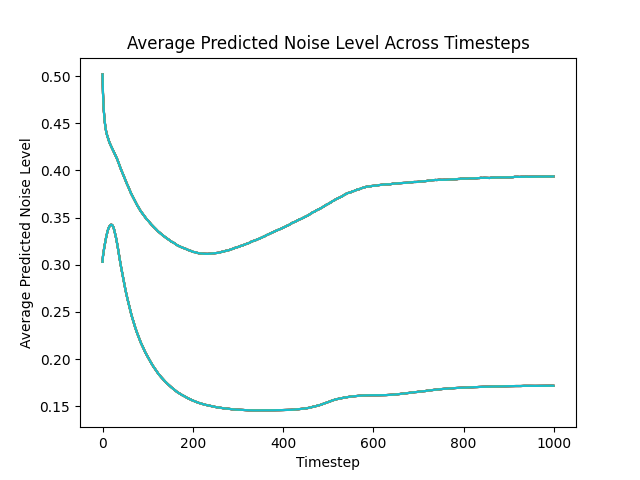 Average Predicted Noise Level Across Timesteps
Average Predicted Noise Level
0.50
0.45
0.40
0.35
0.30
0.25
0.20
0.15
0 200 400 600 800 1000
Timestep